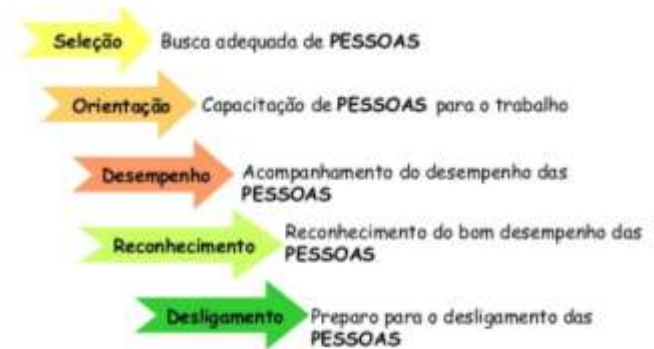 Seleção Busca adequada de PESSOAS
Orientação Capacitação de PESSOAS para o trabalho
Desempenho Acompanhamento do desempenho das
PESSOAS
Reconhecimento Reconhecimento do bom desempenho das
PESSOAS
Desligamento Preparo para o desligamento das
PESSOAS